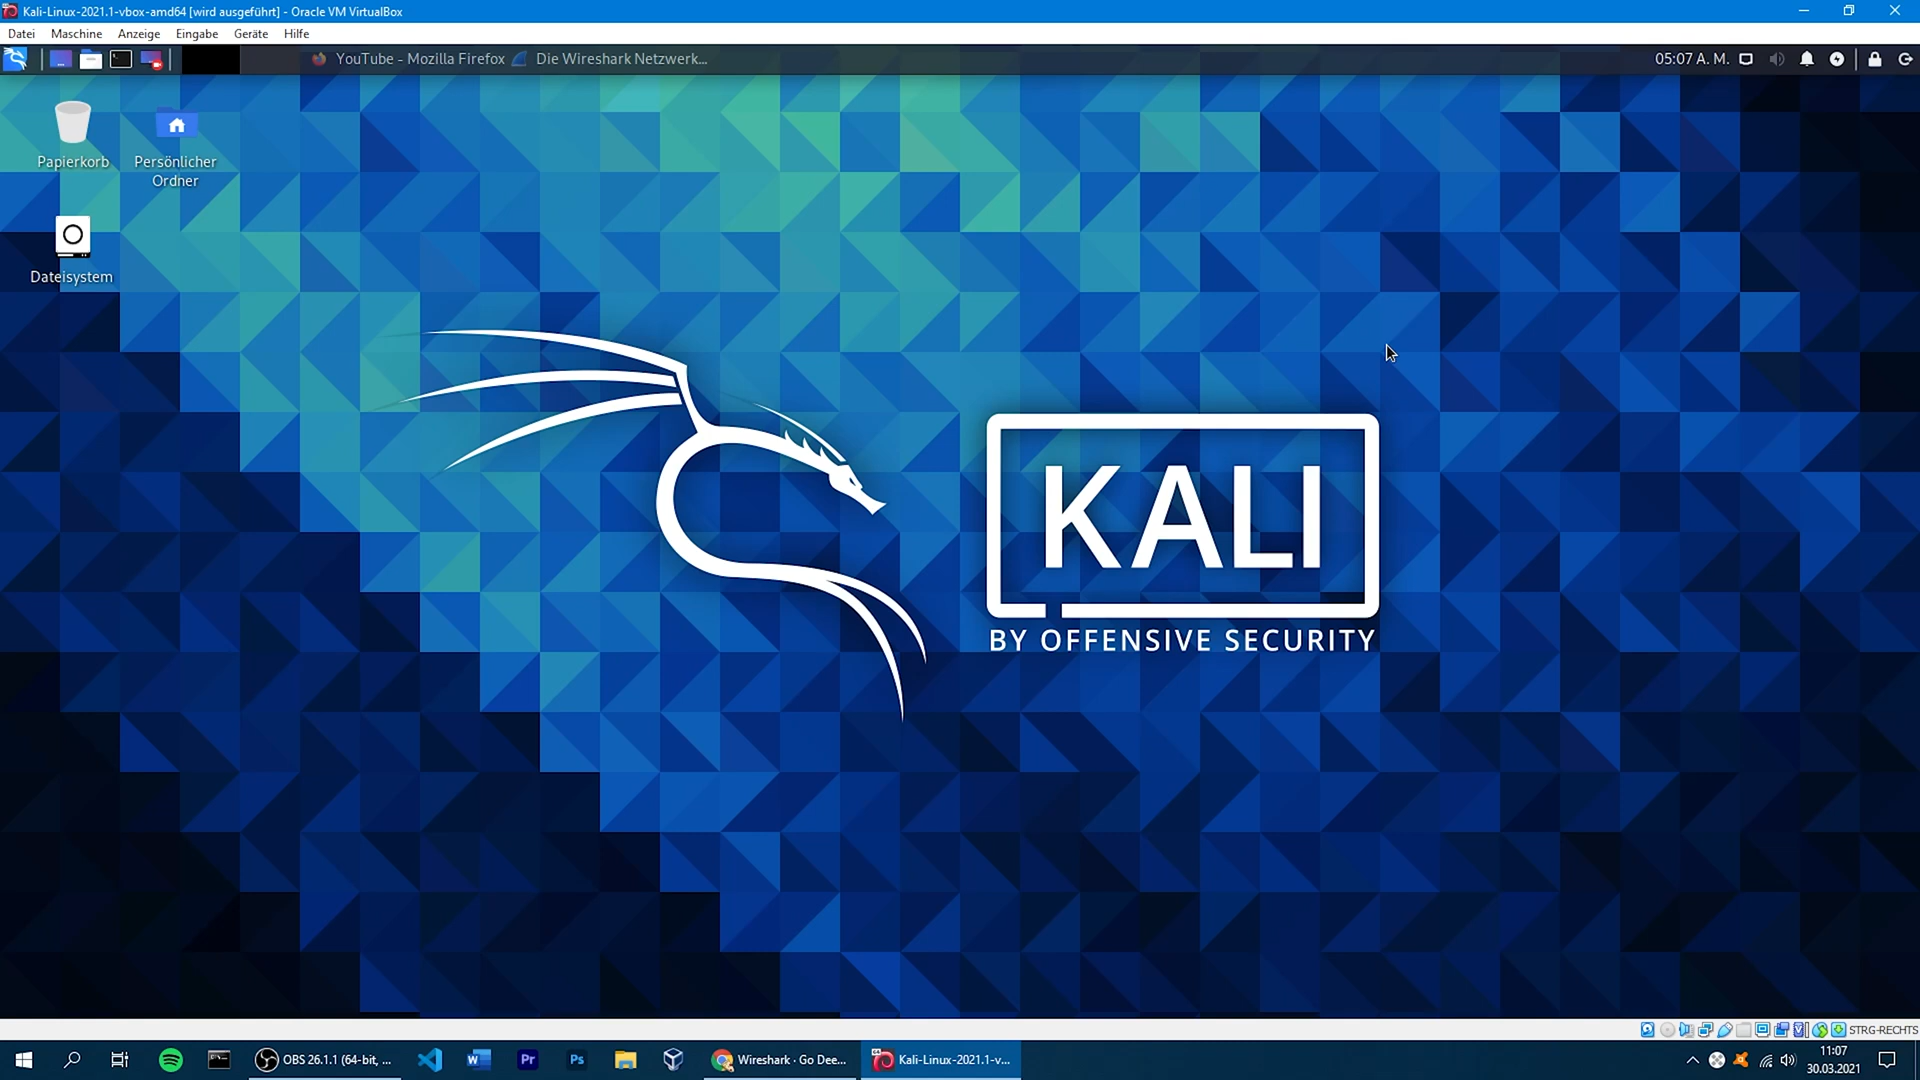 Kali-Linux-2021.1-vbox-amd64 [wird ausgeführt] - Oracle VM VirtualBox
Datei Maschine Anzeige Eingabe Geräte Hilfe
YouTube - Mozilla Firefox Die Wireshark Netzwerk... 05:07 A. M.
Papierkorb
Persönlicher
Ordner
Dateisystem
KALI
BY OFFENSIVE SECURITY
STRG-RECHTS
OBS 26.1.1 (64-bit, ... W Pr Ps Wireshark · Go Dee... Kali-Linux-2021.1-v... 11:07
30.03.2021